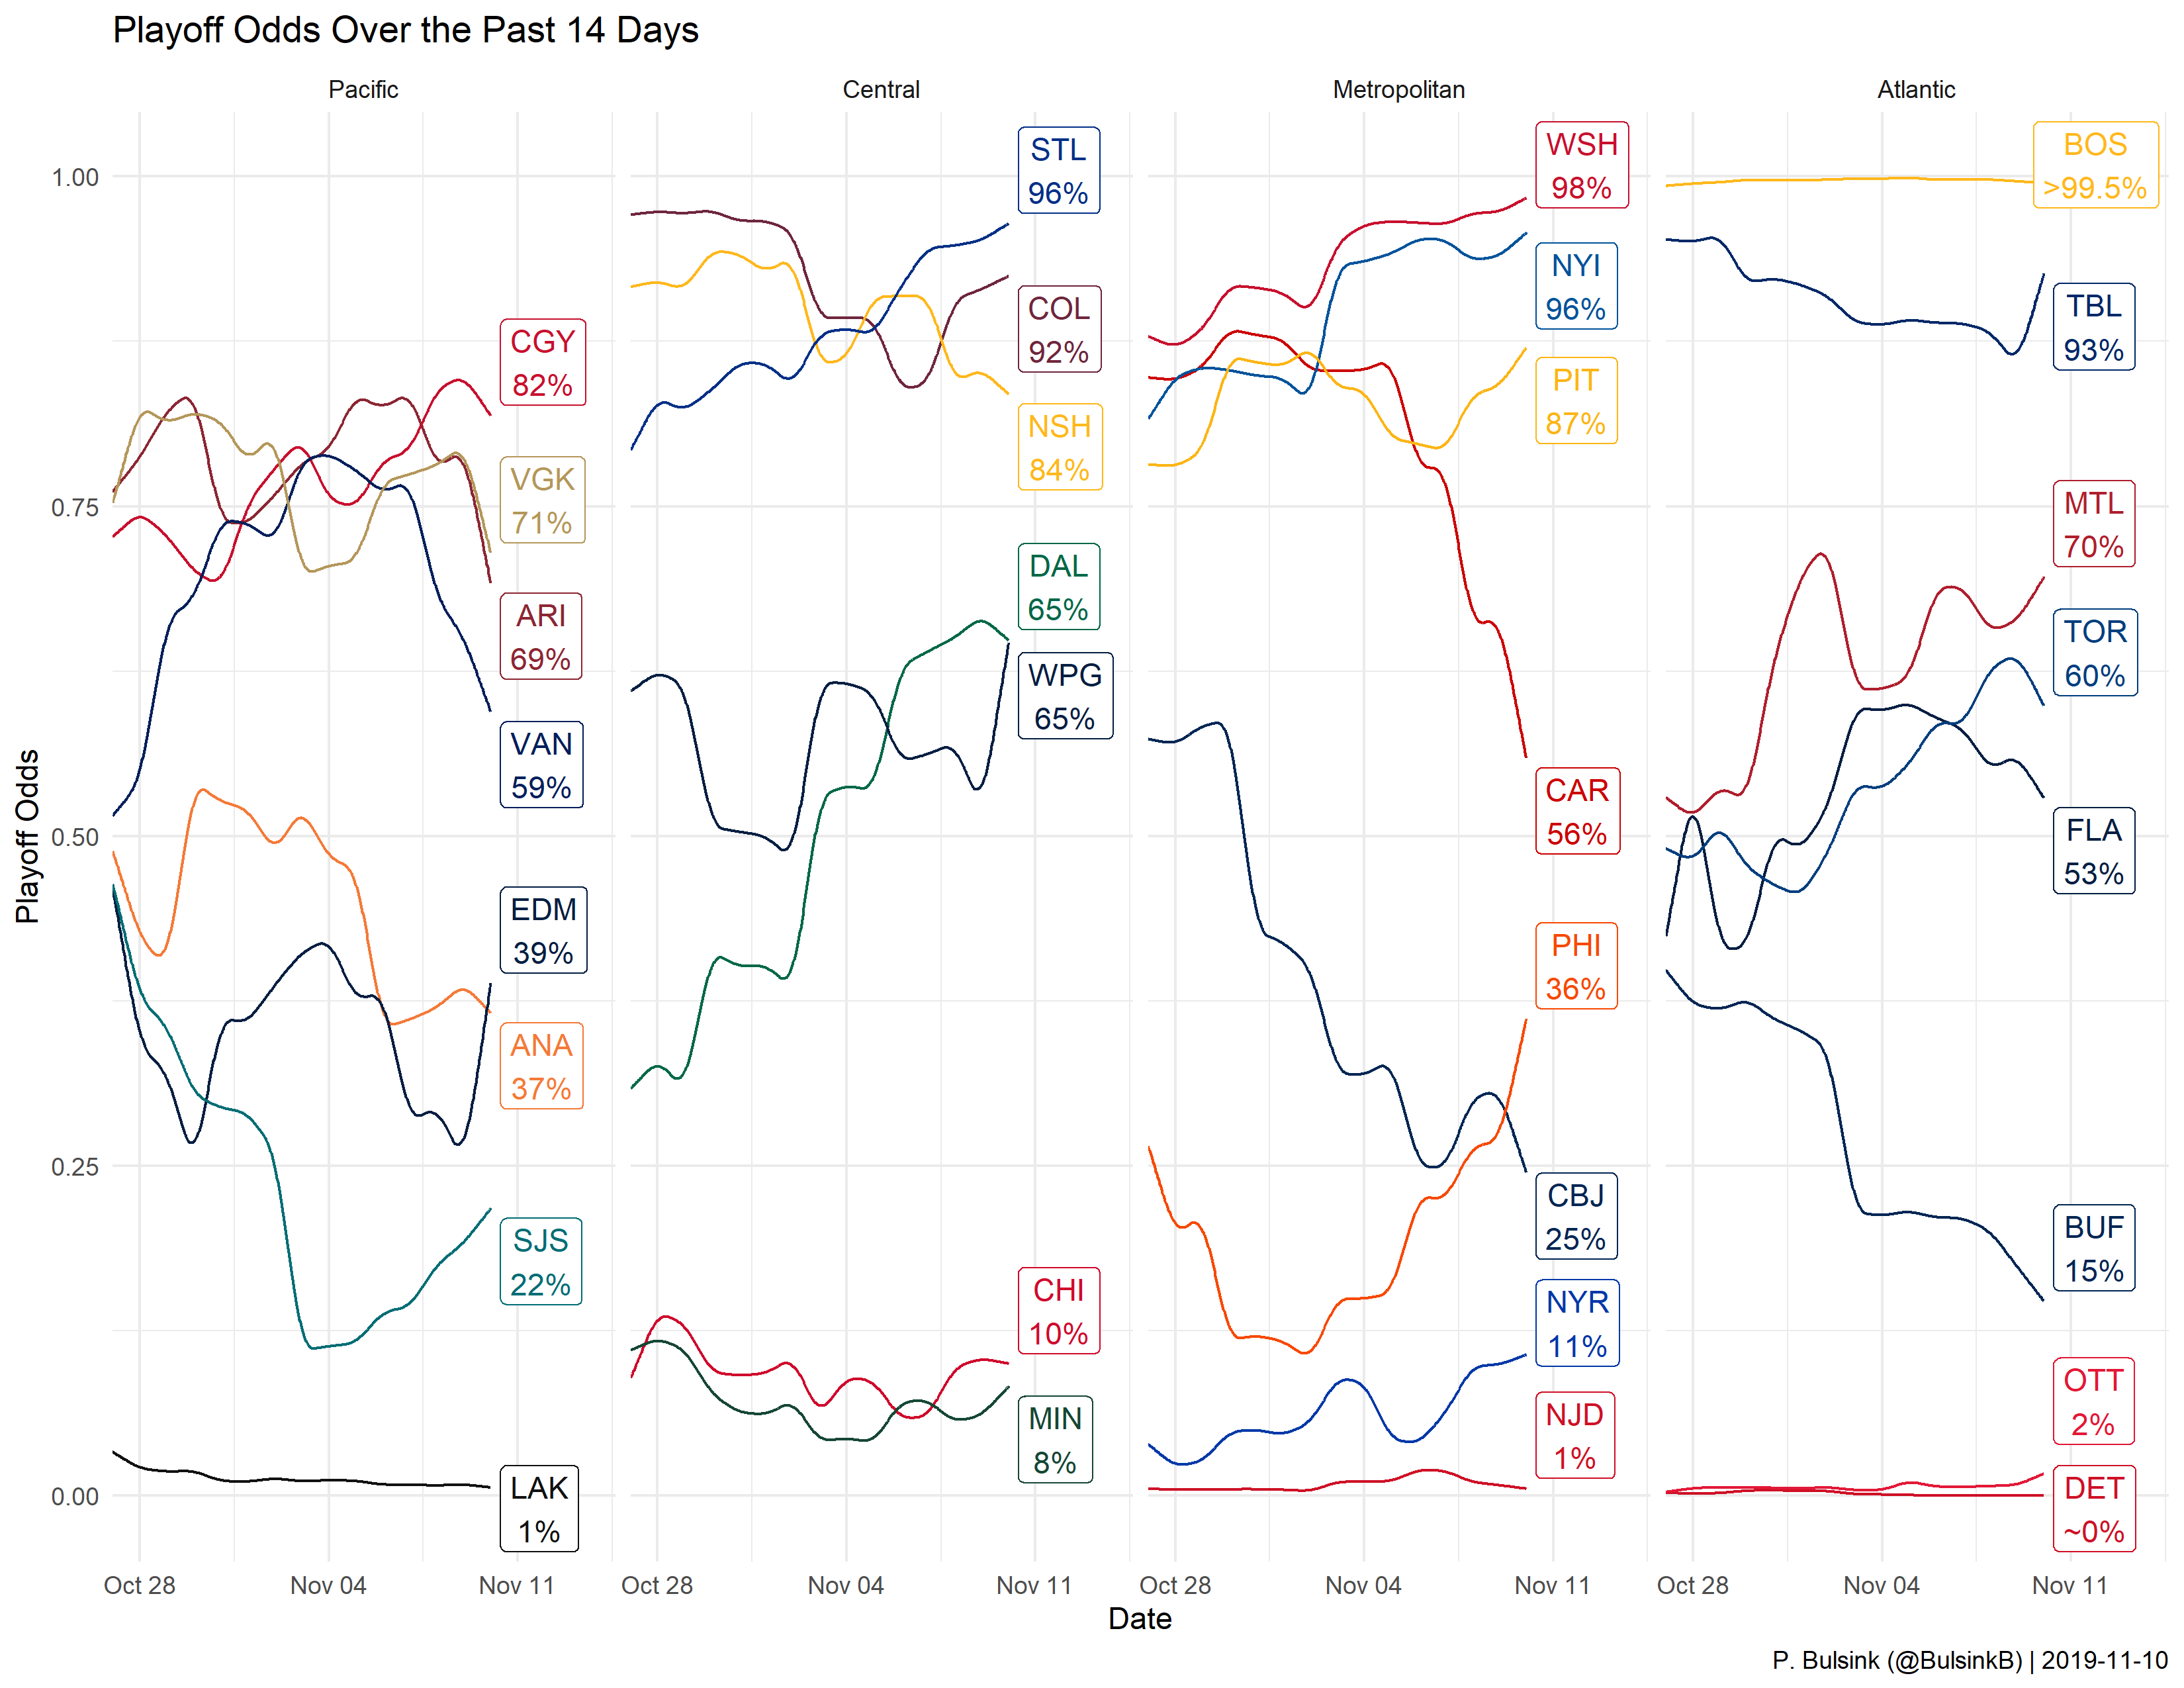 Playoff Odds Over the Past 14 Days
Pacific
Central
Metropolitan
Atlantic
Playoff Odds
1.00
0.75
0.50
0.25
0.00
CGY
82%
VGK
71%
ARI
69%
VAN
59%
EDM
39%
ANA
37%
SJS
22%
LAK
1%
STL
96%
COL
92%
NSH
84%
DAL
65%
WPG
65%
CHI
10%
MIN
8%
WSH
98%
NYI
96%
PIT
87%
CAR
56%
PHI
36%
CBJ
25%
NYR
11%
NJD
1%
BOS
>99.5%
TBL
93%
MTL
70%
TOR
60%
FLA
53%
BUF
15%
OTT
2%
DET
~0%
Oct 28 Nov 04 Nov 11 Oct 28 Nov 04 Nov 11 Oct 28 Nov 04 Nov 11 Oct 28 Nov 04 Nov 11
Date
P. Bulsink (@BulsinkB) | 2019-11-10